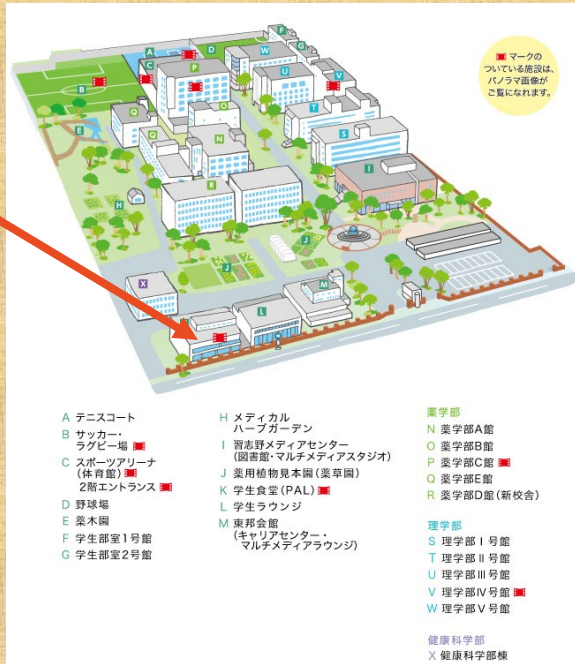 マークの
ついている施設は、
パノラマ画像が
ご覧になれます。
F
A
D
W
G
C
P
U
V
B
O
T
Q
E
Q
N
S
I
R
H
J
J
X
M
L
A テニスコート
B サッカー・
ラグビー場
C スポーツアリーナ
(体育館)
2階エントランス
D 野球場
E 薬木園
F 学生部室1号館
G 学生部室2号館
H メディカル
ハーブガーデン
I 習志野メディアセンター
(図書館・マルチメディアスタジオ)
J 薬用植物見本園(薬草園)
K 学生食堂(PAL)
L 学生ラウンジ
M 東邦会館
(キャリアセンター・
マルチメディアラウンジ)
薬学部
N 薬学部A館
O 薬学部B館
P 薬学部C館
Q 薬学部E館
R 薬学部D館(新校舎)
理学部
S 理学部Ⅰ号館
T 理学部Ⅱ号館
U 理学部Ⅲ号館
V 理学部Ⅳ号館
W 理学部Ⅴ号館
健康科学部
X 健康科学部棟